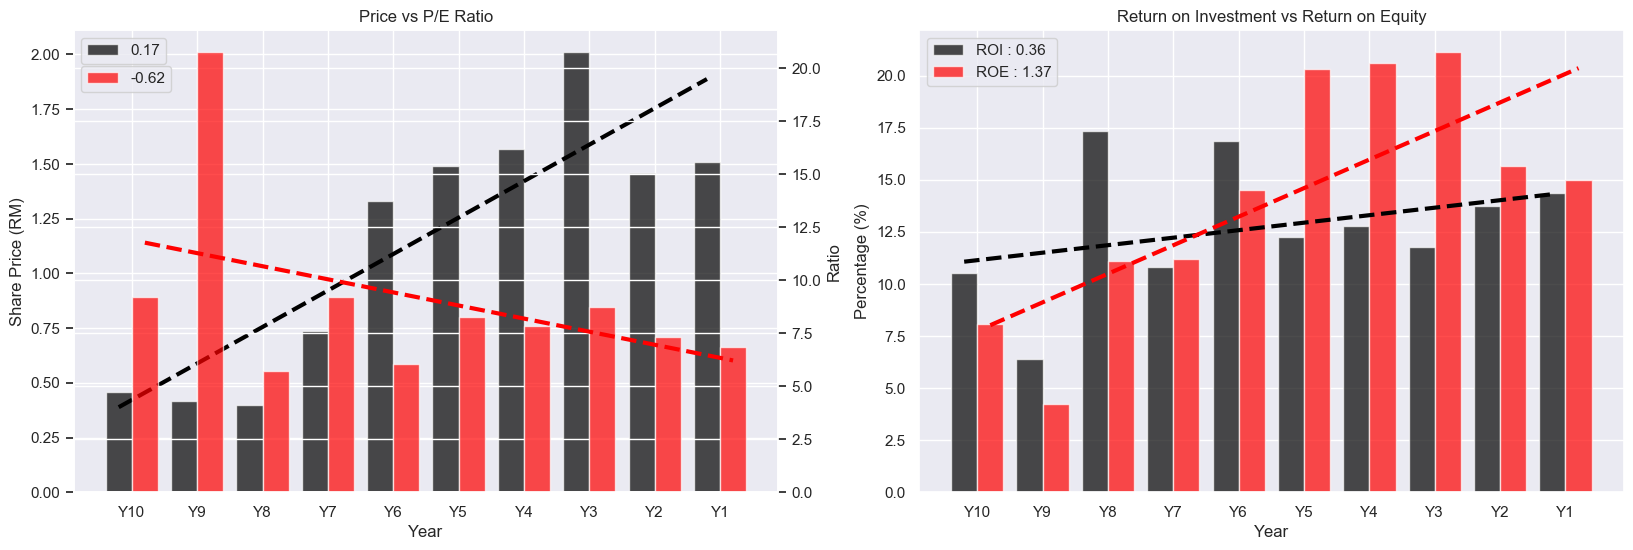 Price vs P/E Ratio
0.17
-0.62
2.00
1.75
1.50
1.25
1.00
0.75
0.50
0.25
0.00
Share Price (RM)
20.0
17.5
15.0
12.5
10.0
7.5
5.0
2.5
0.0
Ratio
Y10 Y9 Y8 Y7 Y6 Y5 Y4 Y3 Y2 Y1
Year
Return on Investment vs Return on Equity
ROI : 0.36
ROE : 1.37
20.0
17.5
15.0
12.5
10.0
7.5
5.0
2.5
0.0
Percentage (%)
Y10 Y9 Y8 Y7 Y6 Y5 Y4 Y3 Y2 Y1
Year